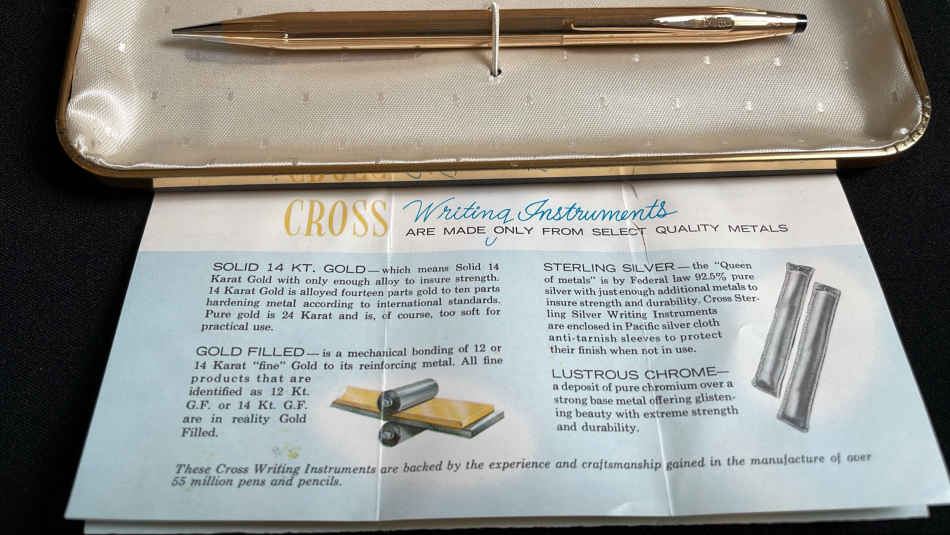 CROSS Writing Instruments
ARE MADE ONLY FROM SELECT QUALITY METALS
SOLID 14 KT. GOLD — which means Solid 14
Karat Gold with only enough alloy to insure strength.
14 Karat Gold is alloyed fourteen parts gold to ten parts
hardening metal according to international standards.
Pure gold is 24 Karat and is, of course, too soft for
practical use.
GOLD FILLED — is a mechanical bonding of 12 or
14 Karat "fine" Gold to its reinforcing metal. All fine
products that are
identified as 12 Kt.
G.F. or 14 Kt. G.F.
are in reality Gold
Filled.
STERLING SILVER — the "Queen
of metals" is by Federal law 92.5% pure
silver with just enough additional metals to
insure strength and durability. Cross Ster-
ling Silver Writing Instruments
are enclosed in Pacific silver cloth
anti-tarnish sleeves to protect
their finish when not in use.
LUSTROUS CHROME—
a deposit of pure chromium over a
strong base metal offering glisten-
ing beauty with extreme strength
and durability.
These Cross Writing Instruments are backed by the experience and craftsmanship gained in the manufacture of over
55 million pens and pencils.